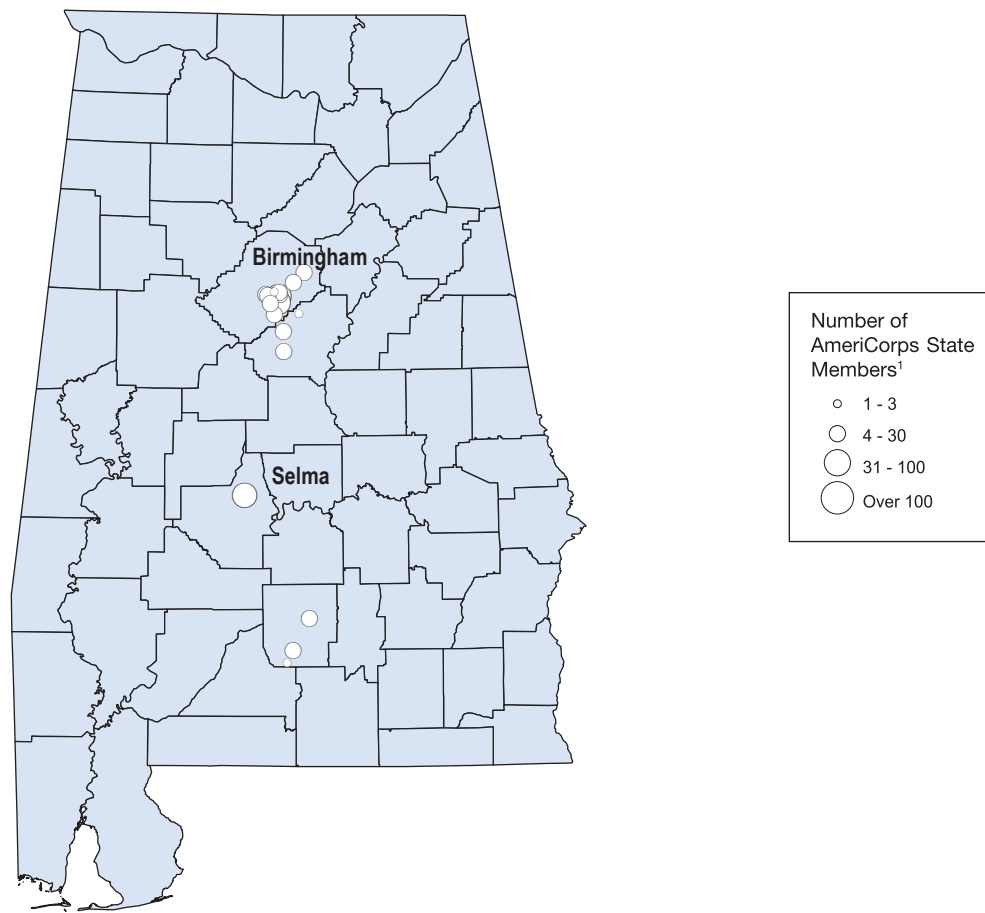 Birmingham
Selma
Number of
AmeriCorps State
Members¹
1 - 3
4 - 30
31 - 100
Over 100